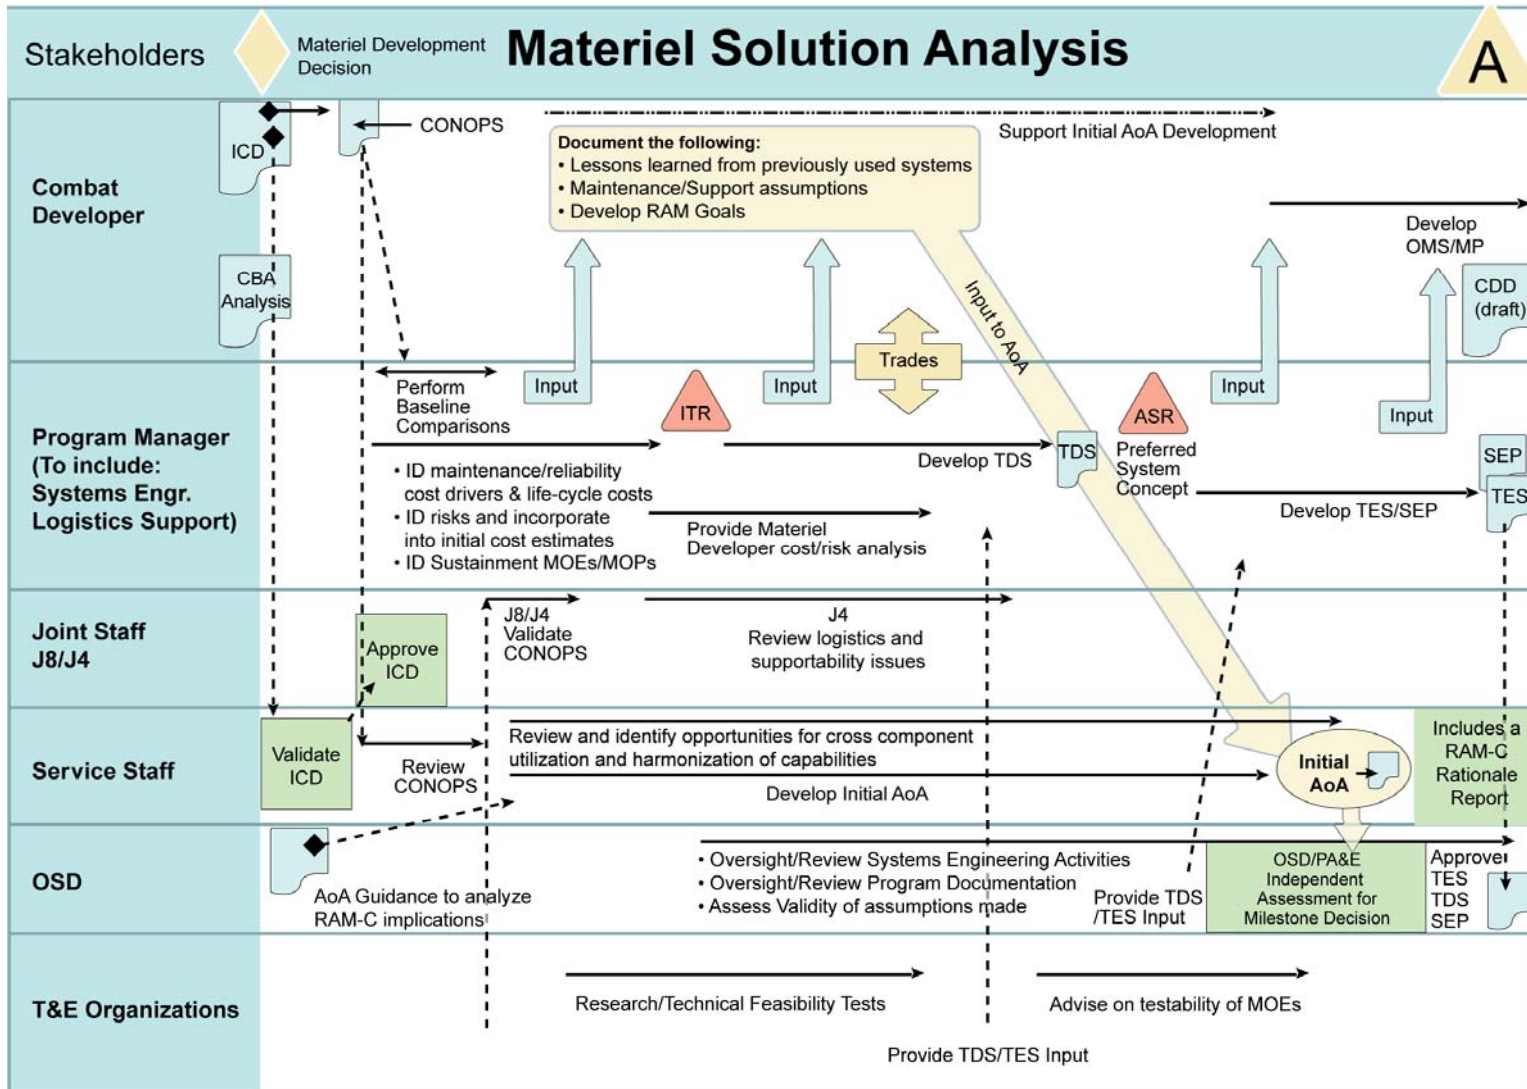 Stakeholders
Materiel Development
Decision
Materiel Solution Analysis
A
Combat
Developer
ICD
CONOPS
CBA
Analysis
Document the following:
• Lessons learned from previously used systems
• Maintenance/Support assumptions
• Develop RAM Goals
Support Initial AoA Development
Input to AoA
Develop
OMS/MP
CDD
(draft)
Program Manager
(To include:
Systems Engr.
Logistics Support)
Perform
Baseline
Comparisons
Input
ITR
Input
Trades
ASR
Input
Input
• ID maintenance/reliability
cost drivers & life-cycle costs
• ID risks and incorporate
into initial cost estimates
• ID Sustainment MOEs/MOPs
Develop TDS
TDS
Preferred
System
Concept
SEP
TES
Provide Materiel
Developer cost/risk analysis
Develop TES/SEP
Joint Staff
J8/J4
Approve
ICD
J8/J4
Validate
CONOPS
J4
Review logistics and
supportability issues
Service Staff
Validate
ICD
Review
CONOPS
Review and identify opportunities for cross component
utilization and harmonization of capabilities
Develop Initial AoA
Initial
AoA
Includes a
RAM-C
Rationale
Report
OSD
AoA Guidance to analyze
RAM-C implications
• Oversight/Review Systems Engineering Activities
• Oversight/Review Program Documentation
• Assess Validity of assumptions made
Provide TDS
/TES Input
OSD/PA&E
Independent
Assessment for
Milestone Decision
Approve
TES
TDS
SEP
T&E Organizations
Research/Technical Feasibility Tests
Advise on testability of MOEs
Provide TDS/TES Input